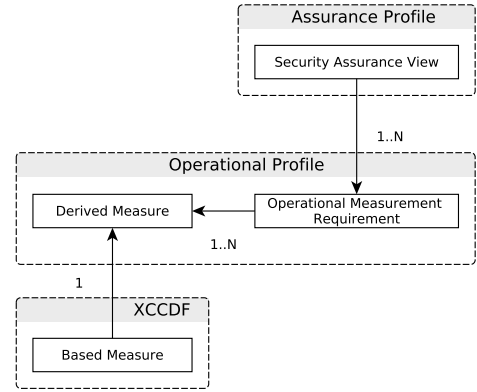 Assurance Profile
Security Assurance View
1..N
Operational Profile
Derived Measure
Operational Measurement
Requirement
1..N
1
XCCDF
Based Measure